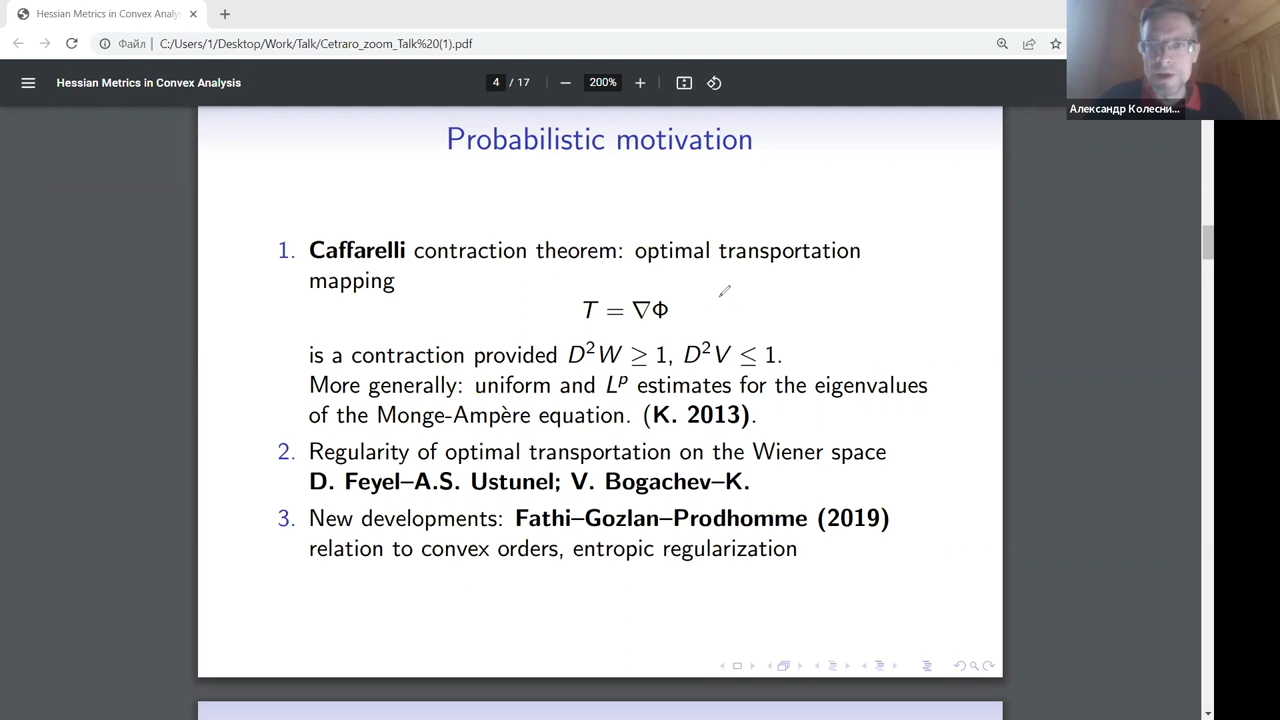 Hessian Metrics in Convex Analy
Файл
C:/Users/1/Desktop/Work/Talk/Cetraro_zoom_Talk%20(1).pdf
Hessian Metrics in Convex Analysis
4 / 17
200%
Александр Колесни...
Probabilistic motivation
1. Caffarelli contraction theorem: optimal transportation
mapping
T = ∇Φ
is a contraction provided D²W ≥ 1, D²V ≤ 1.
More generally: uniform and Lᵖ estimates for the eigenvalues
of the Monge-Ampère equation. (K. 2013).
2. Regularity of optimal transportation on the Wiener space
D. Feyel–A.S. Ustunel; V. Bogachev–K.
3. New developments: Fathi–Gozlan–Prodhomme (2019)
relation to convex orders, entropic regularization